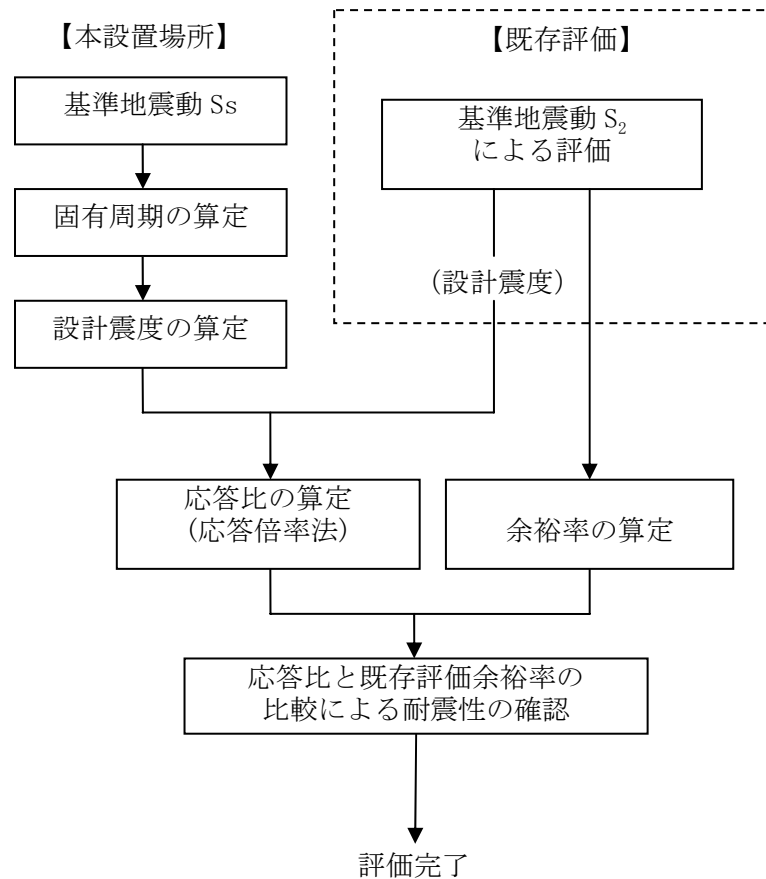 【本設置場所】
【既存評価】
基準地震動 Ss
基準地震動 S₂
による評価
固有周期の算定
(設計震度)
設計震度の算定
応答比の算定
(応答倍率法)
余裕率の算定
応答比と既存評価余裕率の
比較による耐震性の確認
評価完了